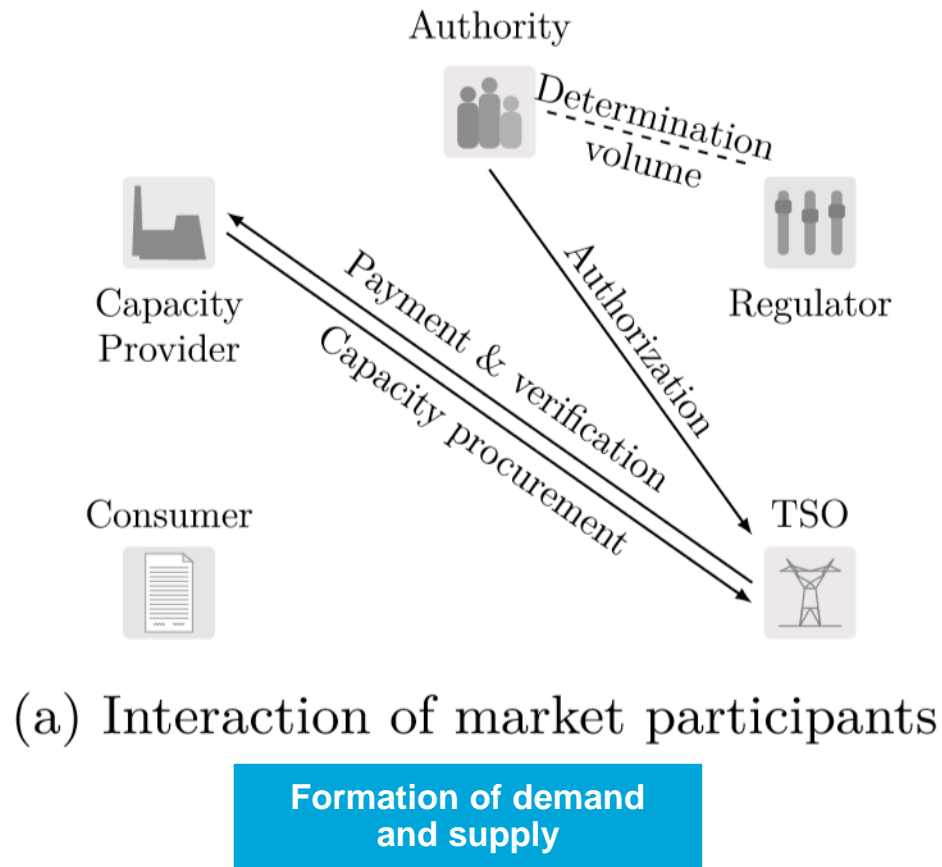 Authority
Determination
volume
Capacity
Provider
Regulator
Authorization
Payment & verification
Capacity procurement
Consumer
TSO
(a) Interaction of market participants
Formation of demand
and supply